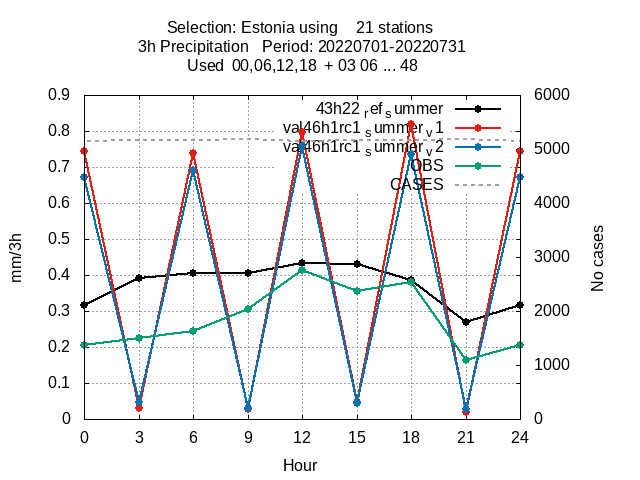 Selection: Estonia using 21 stations
3h Precipitation Period: 20220701-20220731
Used 00,06,12,18 + 03 06 ... 48
0.9
0.8
0.7
0.6
0.5
0.4
0.3
0.2
0.1
0
6000
5000
4000
3000
2000
1000
0
43h22_ref_summer
val46h1rc1_summer_v1
val46h1rc1_summer_v2
OBS
CASES
mm/3h
No cases
0 3 6 9 12 15 18 21 24
Hour